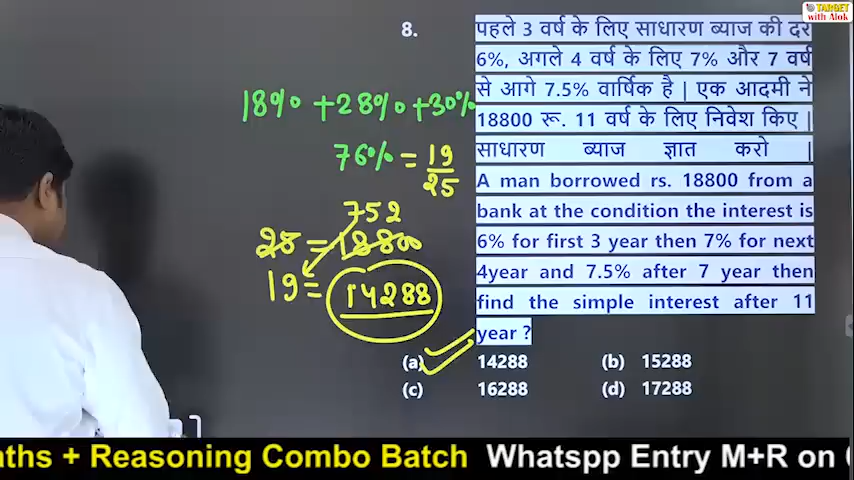 TARGET
with Alok
8.
पहले 3 वर्ष के लिए साधारण ब्याज की दर
6%, अगले 4 वर्ष के लिए 7% और 7 वर्ष
से आगे 7.5% वार्षिक है | एक आदमी ने
18800 रू. 11 वर्ष के लिए निवेश किए |
साधारण ब्याज ज्ञात करो |
A man borrowed rs. 18800 from a
bank at the condition the interest is
6% for first 3 year then 7% for next
4year and 7.5% after 7 year then
find the simple interest after 11
year ?
(a) 14288 (b) 15288
(c) 16288 (d) 17288
18% + 28% + 30%
76% = 19
25
752
25 = 18800
19 = 14288
aths + Reasoning Combo Batch Whatspp Entry M+R on